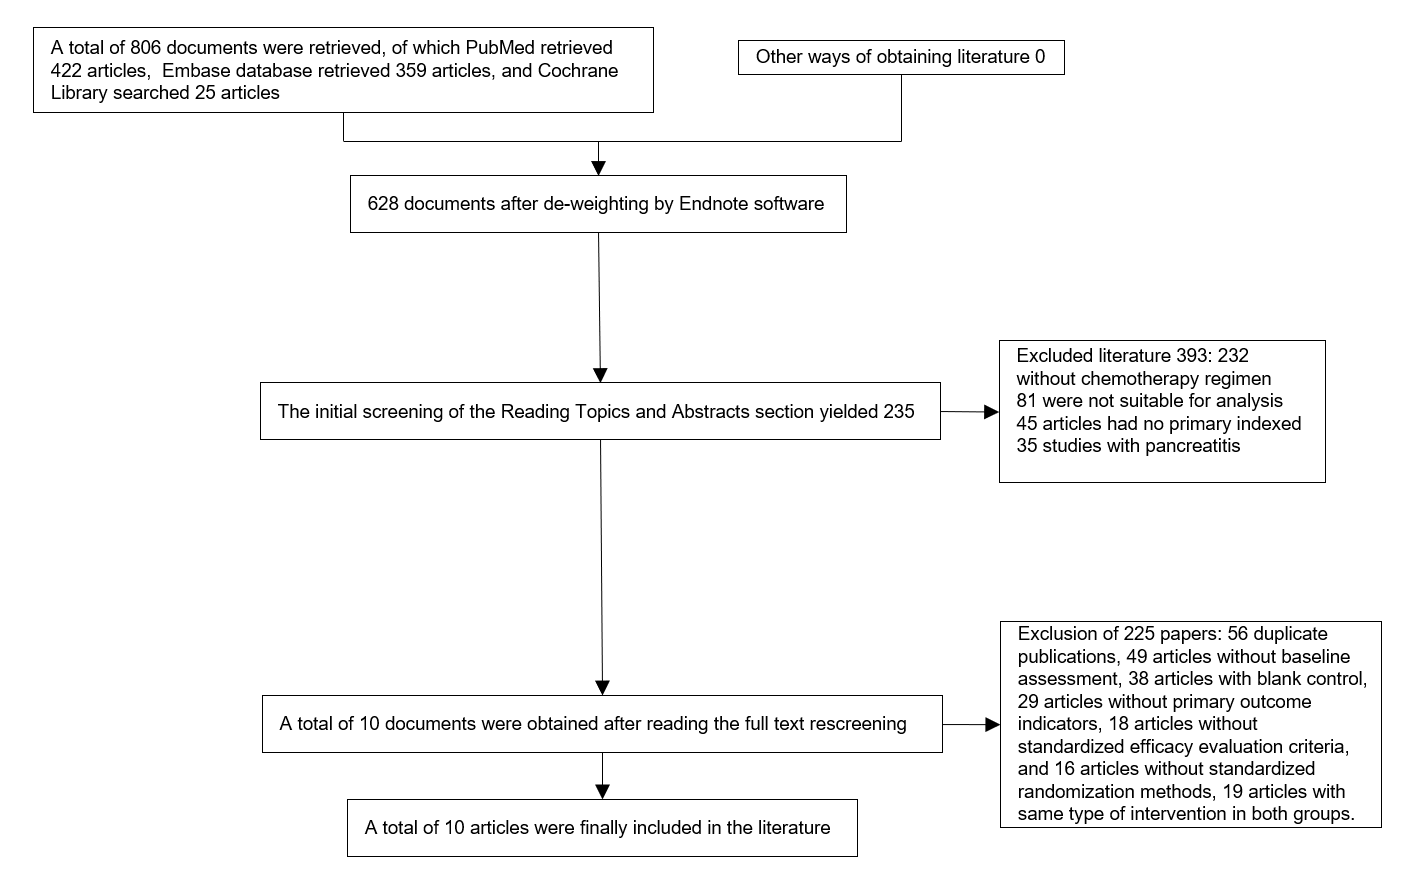 A total of 806 documents were retrieved, of which PubMed retrieved
422 articles,  Embase database retrieved 359 articles, and Cochrane
Library searched 25 articles
Other ways of obtaining literature 0
628 documents after de-weighting by Endnote software
The initial screening of the Reading Topics and Abstracts section yielded 235
Excluded literature 393: 232
without chemotherapy regimen
81 were not suitable for analysis
45 articles had no primary indexed
35 studies with pancreatitis
A total of 10 documents were obtained after reading the full text rescreening
Exclusion of 225 papers: 56 duplicate
publications, 49 articles without baseline
assessment, 38 articles with blank control,
29 articles without primary outcome
indicators, 18 articles without
standardized efficacy evaluation criteria,
and 16 articles without standardized
randomization methods, 19 articles with
same type of intervention in both groups.
A total of 10 articles were finally included in the literature